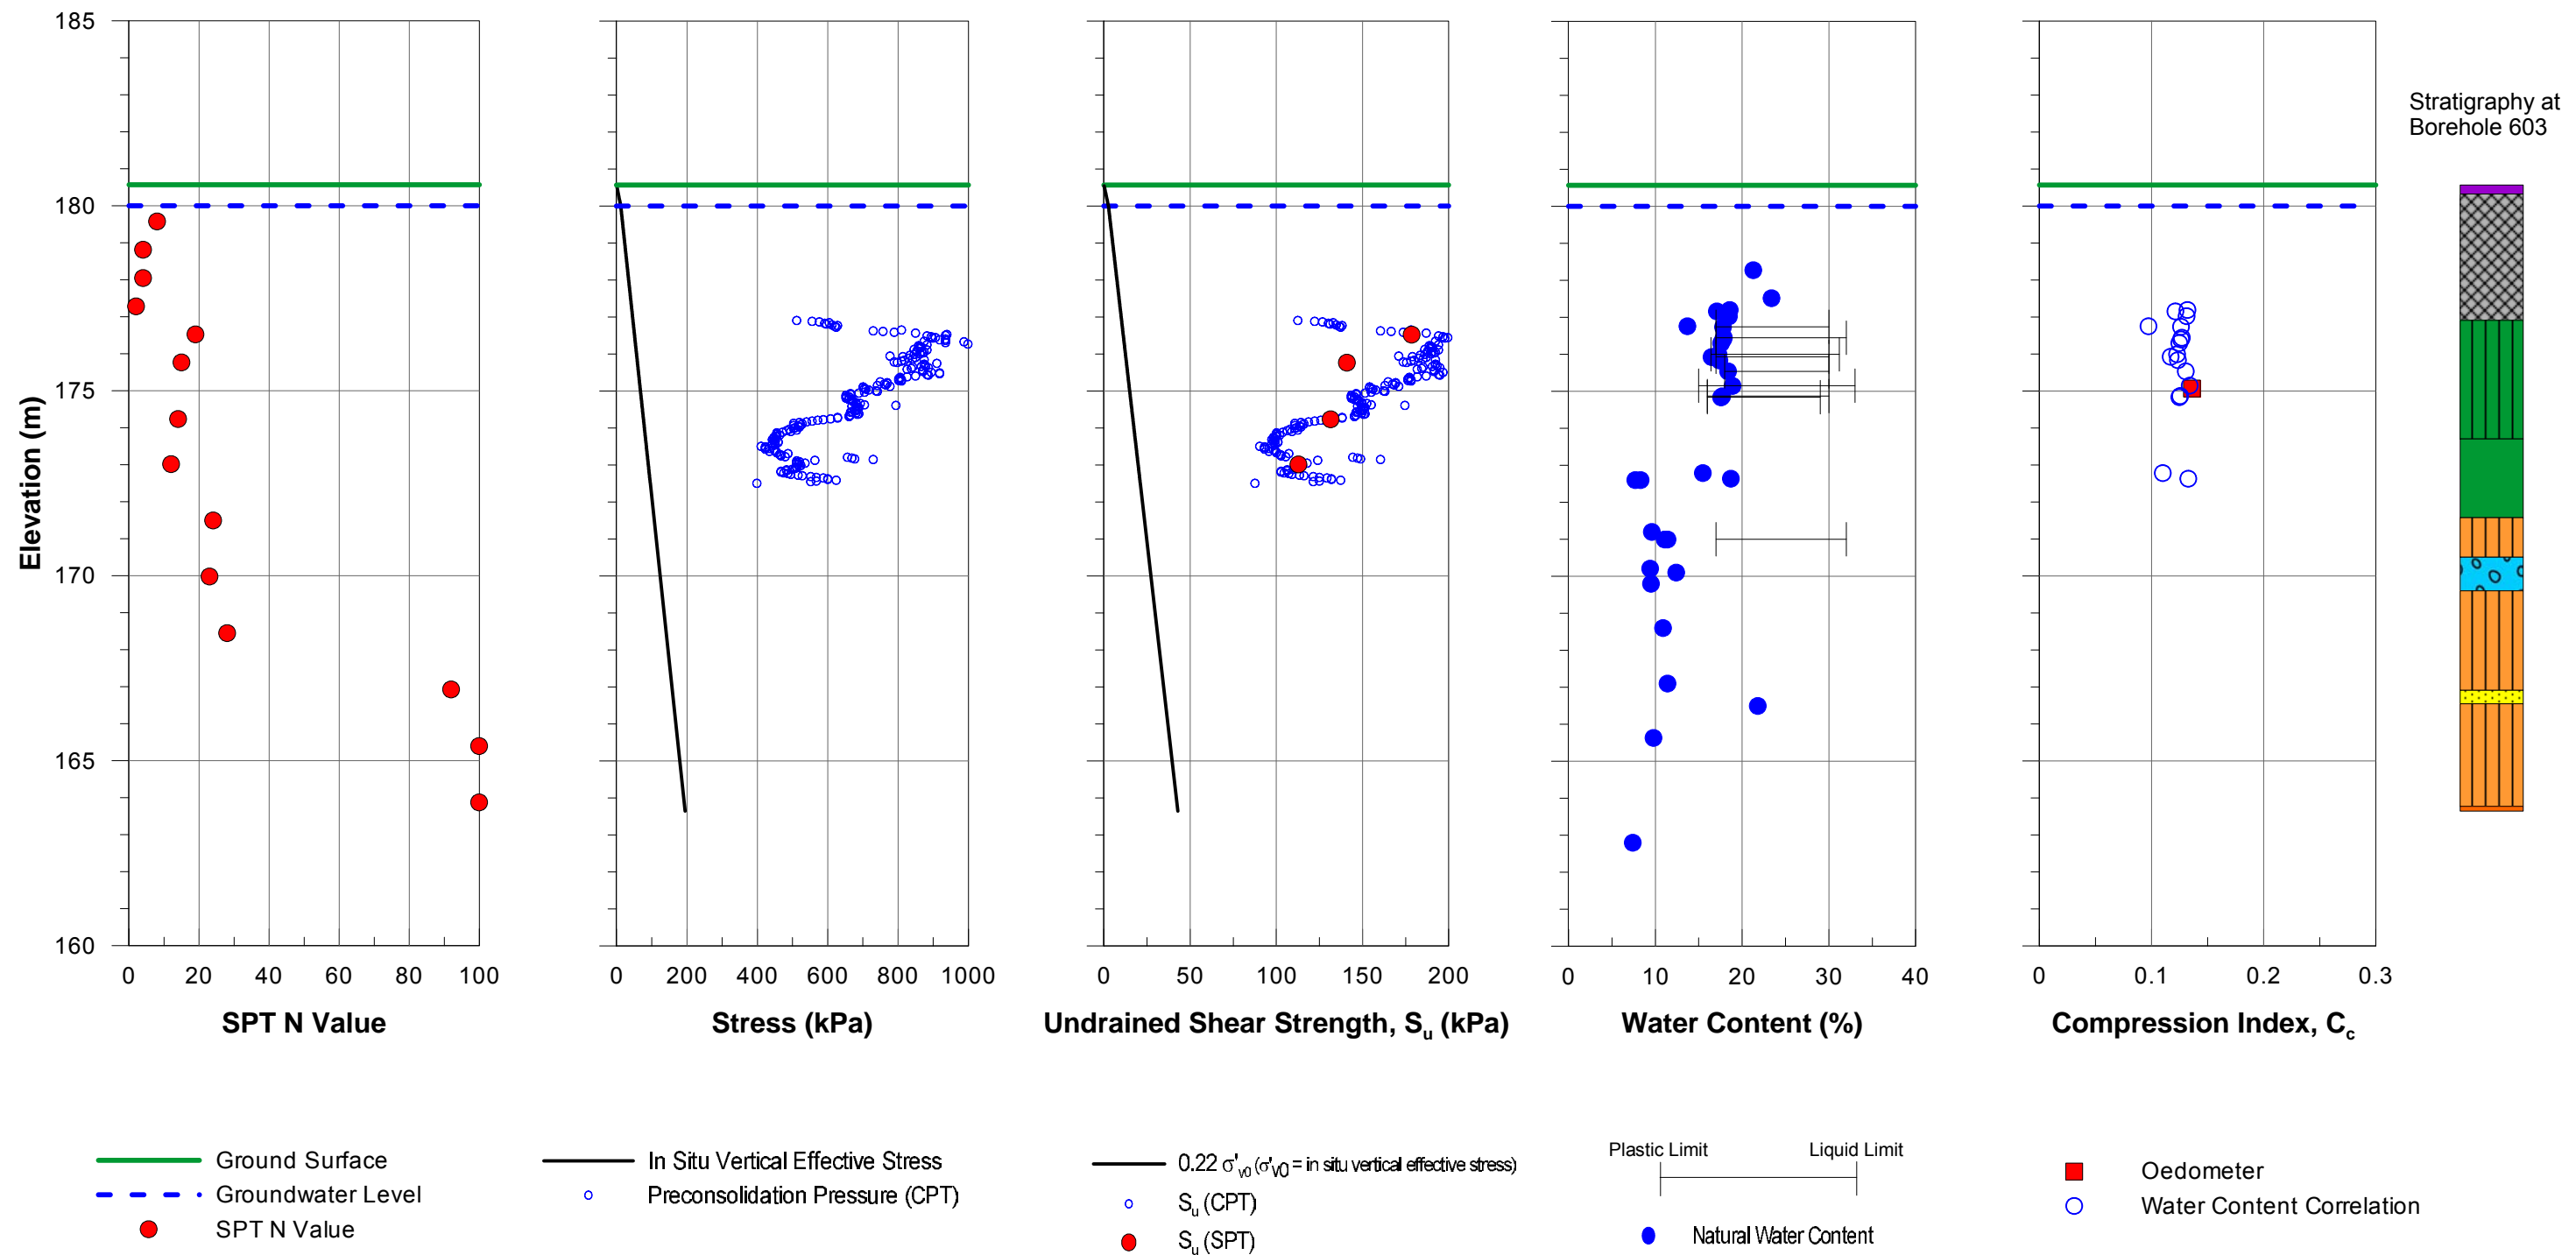 185
180
175
170
165
160
Elevation (m)
0 20 40 60 80 100
SPT N Value
0 200 400 600 800 1000
Stress (kPa)
0 50 100 150 200
Undrained Shear Strength, Su (kPa)
0 10 20 30 40
Water Content (%)
0 0.1 0.2 0.3
Compression Index, Cc
Stratigraphy at
Borehole 603
Ground Surface
Groundwater Level
SPT N Value
In Situ Vertical Effective Stress
Preconsolidation Pressure (CPT)
0.22 σ'v0 (σ'v0 = in situ vertical effective stress)
Su (CPT)
Su (SPT)
Plastic Limit Liquid Limit
Natural Water Content
Oedometer
Water Content Correlation